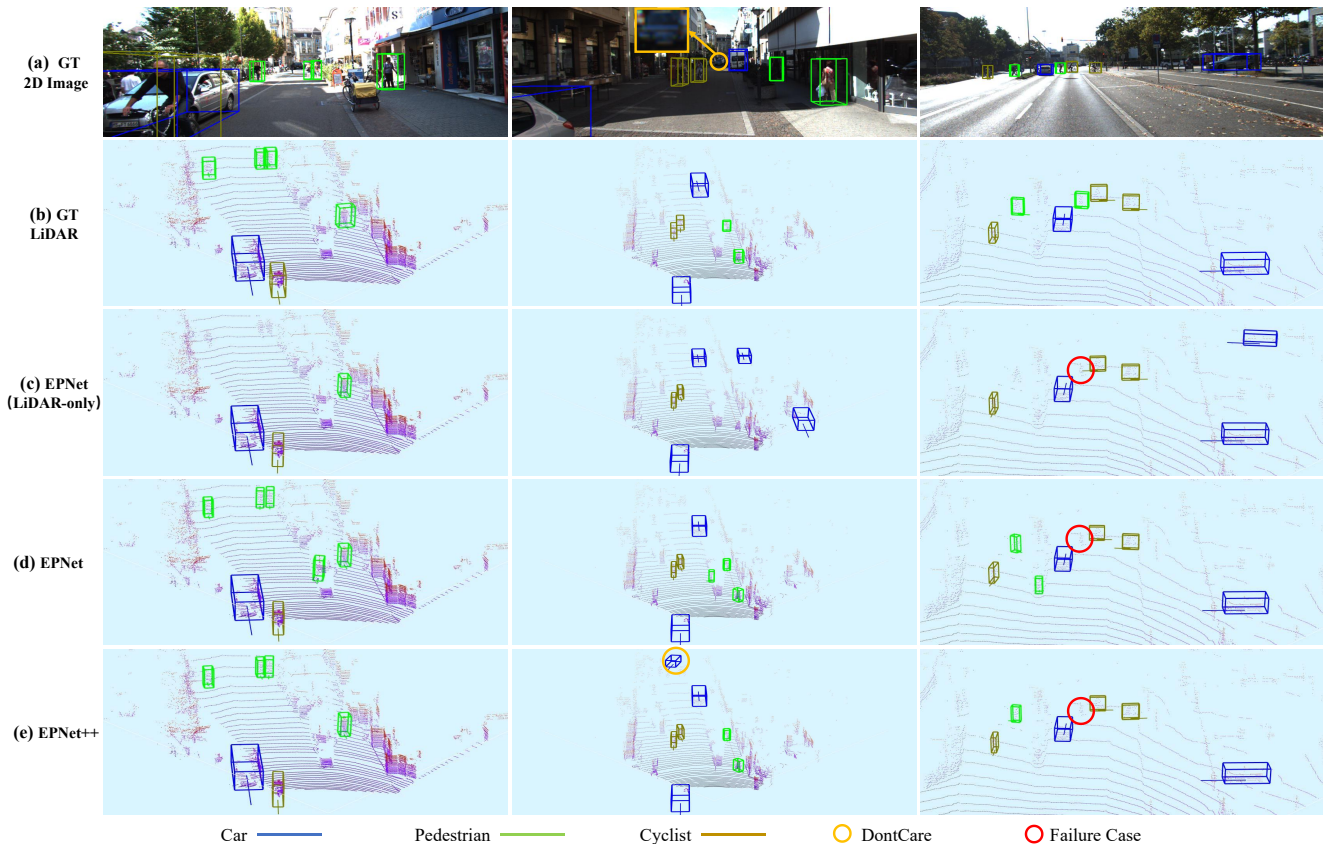 (a) GT
2D Image
(b) GT
LiDAR
(c) EPNet
(LiDAR-only)
(d) EPNet
(e) EPNet++
Car
Pedestrian
Cyclist
DontCare
Failure Case